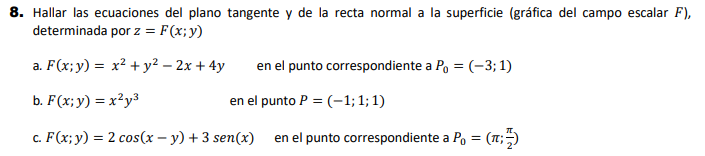 8. Hallar las ecuaciones del plano tangente y de la recta normal a la superficie (gráfica del campo escalar F),
determinada por z = F(x; y)
a. F(x; y) = x² + y² − 2x + 4y en el punto correspondiente a P₀ = (−3; 1)
b. F(x; y) = x²y³ en el punto P = (−1; 1; 1)
c. F(x; y) = 2 cos(x − y) + 3 sen(x) en el punto correspondiente a P₀ = (π; π/2)